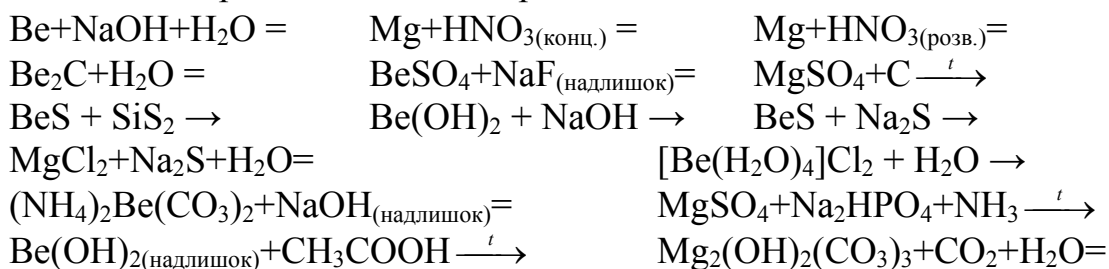 Be+NaOH+H₂O = Mg+HNO₃₍конц.₎ = Mg+HNO₃₍розв.₎=
Be₂C+H₂O = BeSO₄+NaF₍надлишок₎= MgSO₄+C —t→
BeS + SiS₂ → Be(OH)₂ + NaOH → BeS + Na₂S →
MgCl₂+Na₂S+H₂O= [Be(H₂O)₄]Cl₂ + H₂O →
(NH₄)₂Be(CO₃)₂+NaOH₍надлишок₎= MgSO₄+Na₂HPO₄+NH₃ —t→
Be(OH)₂₍надлишок₎+CH₃COOH —t→ Mg₂(OH)₂(CO₃)₃+CO₂+H₂O=